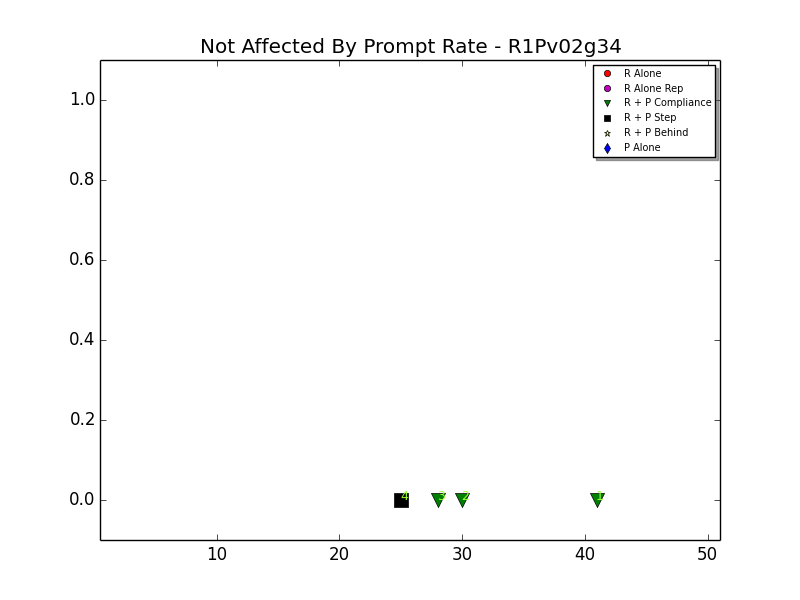 Not Affected By Prompt Rate - R1Pv02g34
R Alone
R Alone Rep
R + P Compliance
R + P Step
R + P Behind
P Alone
1.0
0.8
0.6
0.4
0.2
0.0
4
3
2
1
10
20
30
40
50